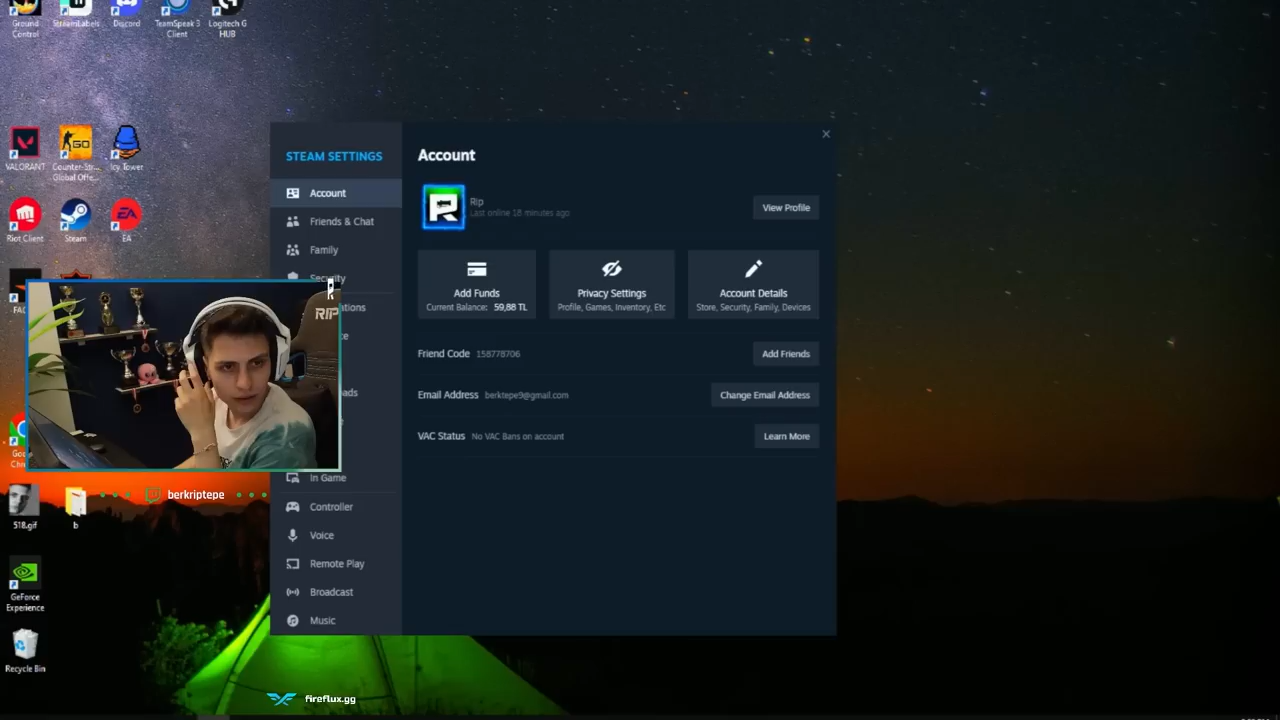 Ground
Control
StreamLabels
Discord
TeamSpeak 3
Client
Logitech G
HUB
VALORANT
Counter-Str...
Global Offe...
Icy Tower
Riot Client
Steam
EA
STEAM SETTINGS
Account
Friends & Chat
Family
Security
In Game
Controller
Voice
Remote Play
Broadcast
Music
Account
Rip
Last online 18 minutes ago
View Profile
Add Funds
Current Balance: 59,88 TL
Privacy Settings
Profile, Games, Inventory, Etc
Account Details
Store, Security, Family, Devices
Friend Code 158778706
Add Friends
Email Address berktepe9@gmail.com
Change Email Address
VAC Status No VAC Bans on account
Learn More
RIP
berkriptepe
518.gif
b
GeForce
Experience
Recycle Bin
fireflux.gg